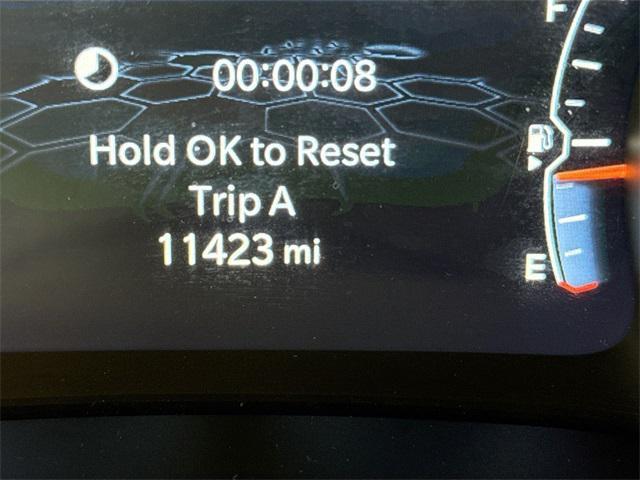 F
00:00:08
Hold OK to Reset
Trip A
11423 mi
E